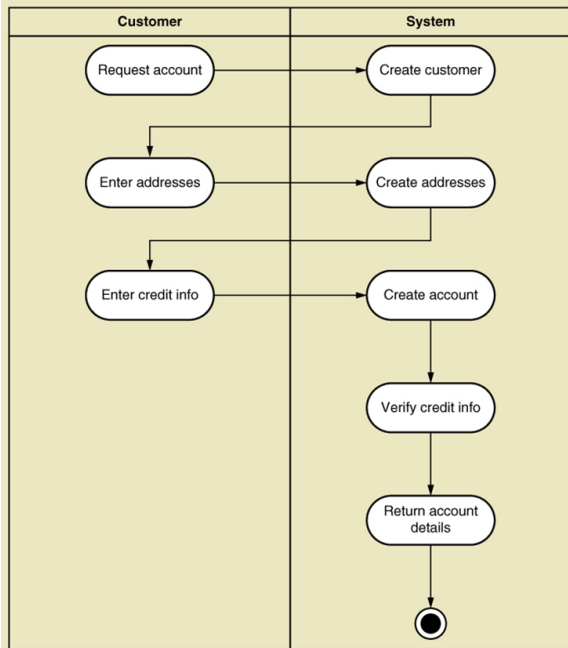 Customer
System
Request account
Create customer
Enter addresses
Create addresses
Enter credit info
Create account
Verify credit info
Return account
details